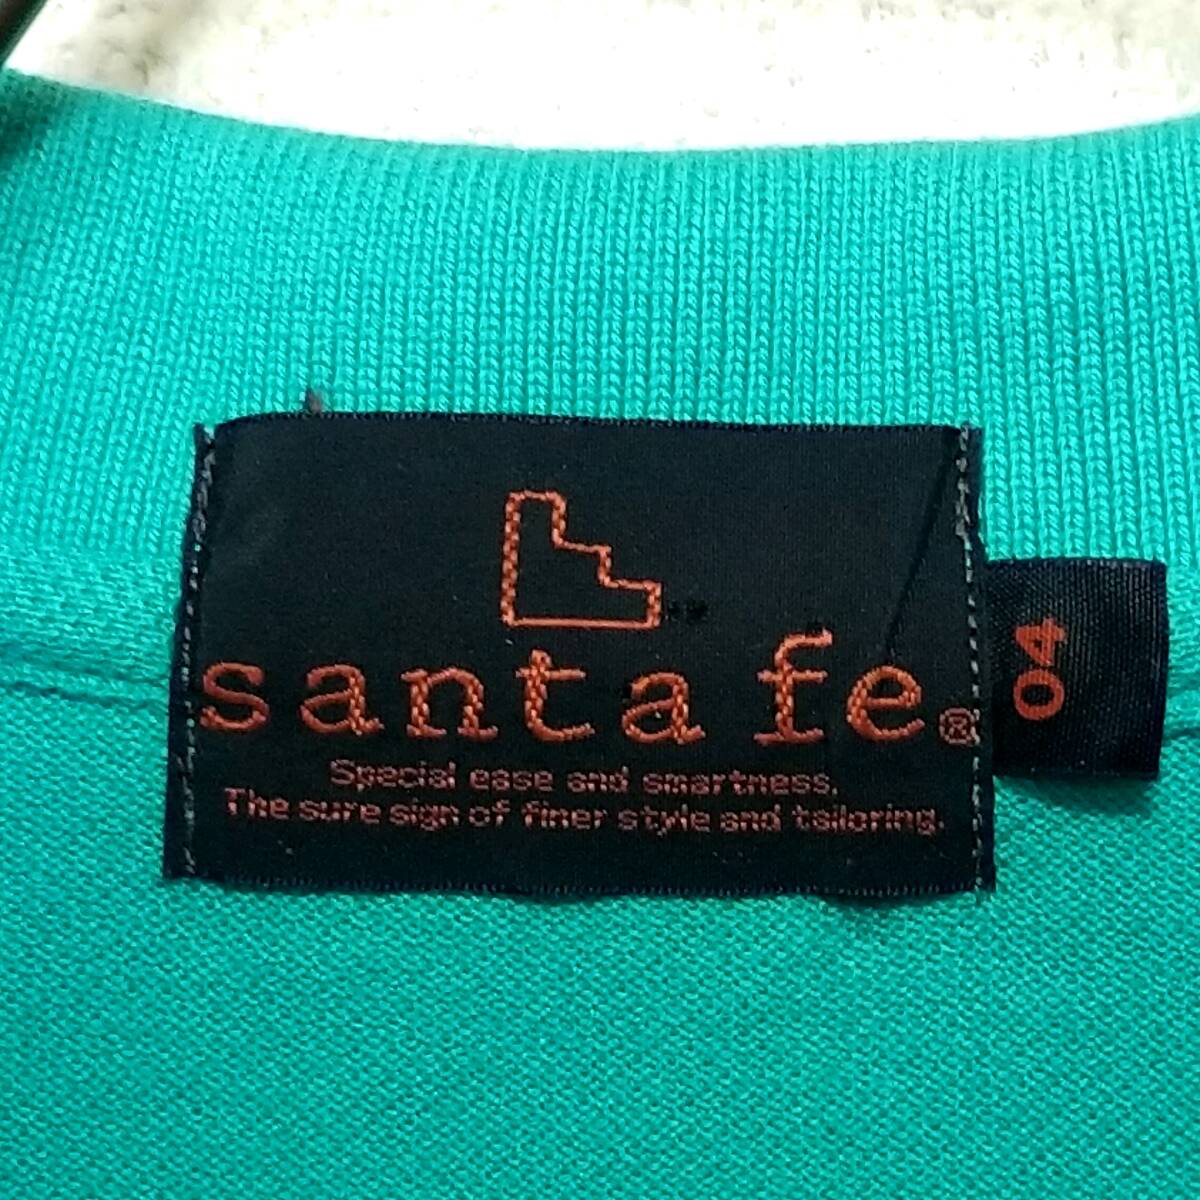 santa fe®
Special ease and smartness.
The sure sign of finer style and tailoring.
04